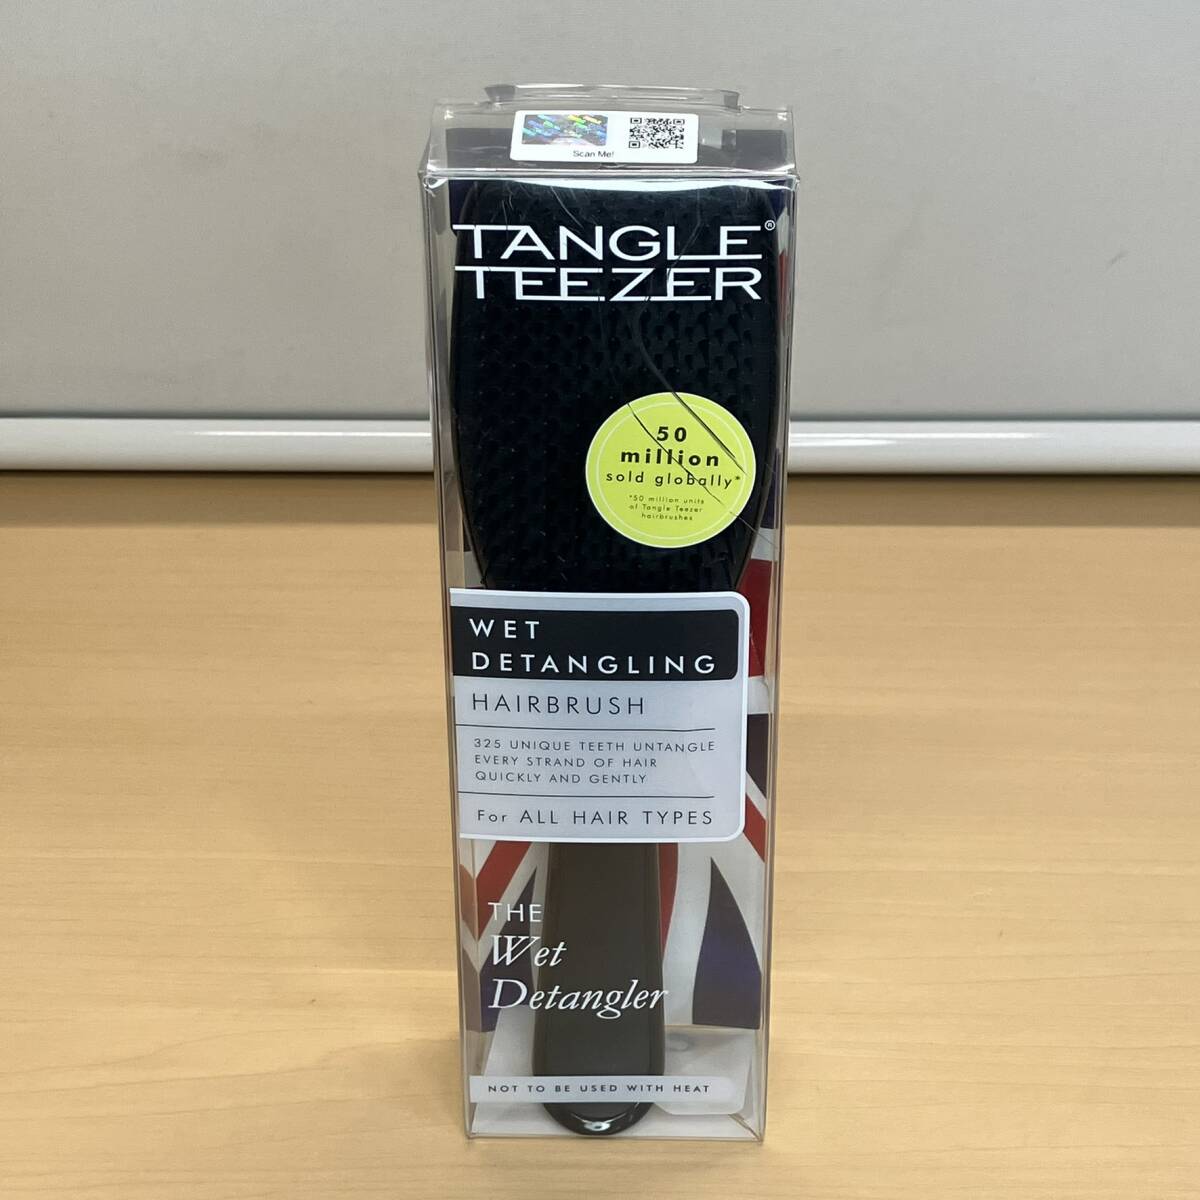 Scan Me!
TANGLE®
TEEZER
50
million
sold globally*
*50 million units
of Tangle Teezer
hairbrushes
WET
DETANGLING
HAIRBRUSH
325 UNIQUE TEETH UNTANGLE
EVERY STRAND OF HAIR
QUICKLY AND GENTLY
For ALL HAIR TYPES
THE
Wet
Detangler
NOT TO BE USED WITH HEAT